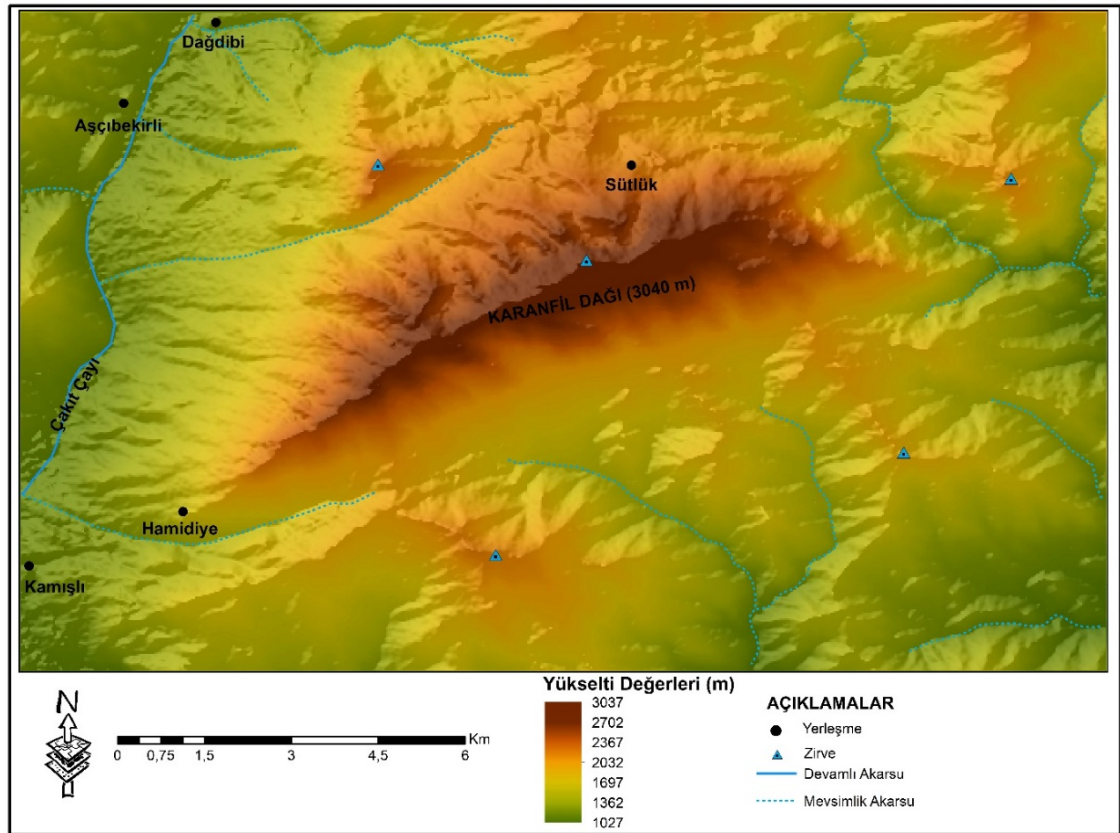 Dağdibi
Aşçıbekirli
Sütlük
KARANFİL DAĞI (3040 m)
Çakıt Çayı
Hamidiye
Kamışlı
N
Km
0 0,75 1,5 3 4,5 6
Yükselti Değerleri (m)
3037
2702
2367
2032
1697
1362
1027
AÇIKLAMALAR
Yerleşme
Zirve
Devamlı Akarsu
Mevsimlik Akarsu